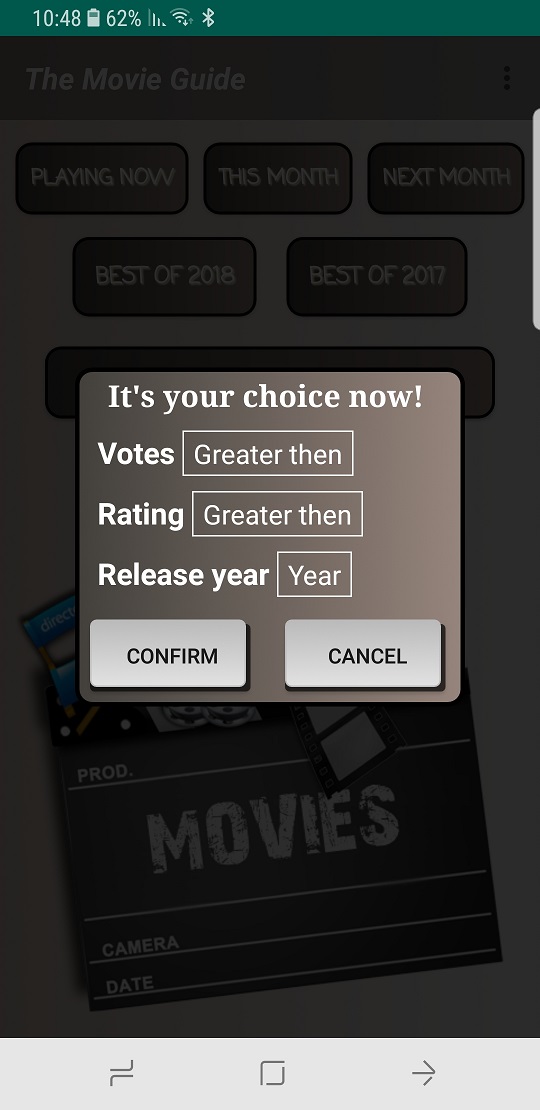 10:48 62%
The Movie Guide
PLAYING NOW THIS MONTH NEXT MONTH
BEST OF 2018 BEST OF 2017
It's your choice now!
Votes Greater then
Rating Greater then
Release year Year
CONFIRM CANCEL
direct
PROD.
MOVIES
CAMERA
DATE